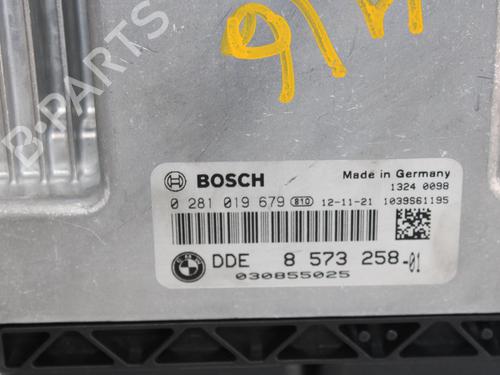 B-PARTS
BOSCH
Made in Germany
1324 0098
0 281 019 679 810 12-11-21 1039S61195
DDE 8 573 258-01
030855025